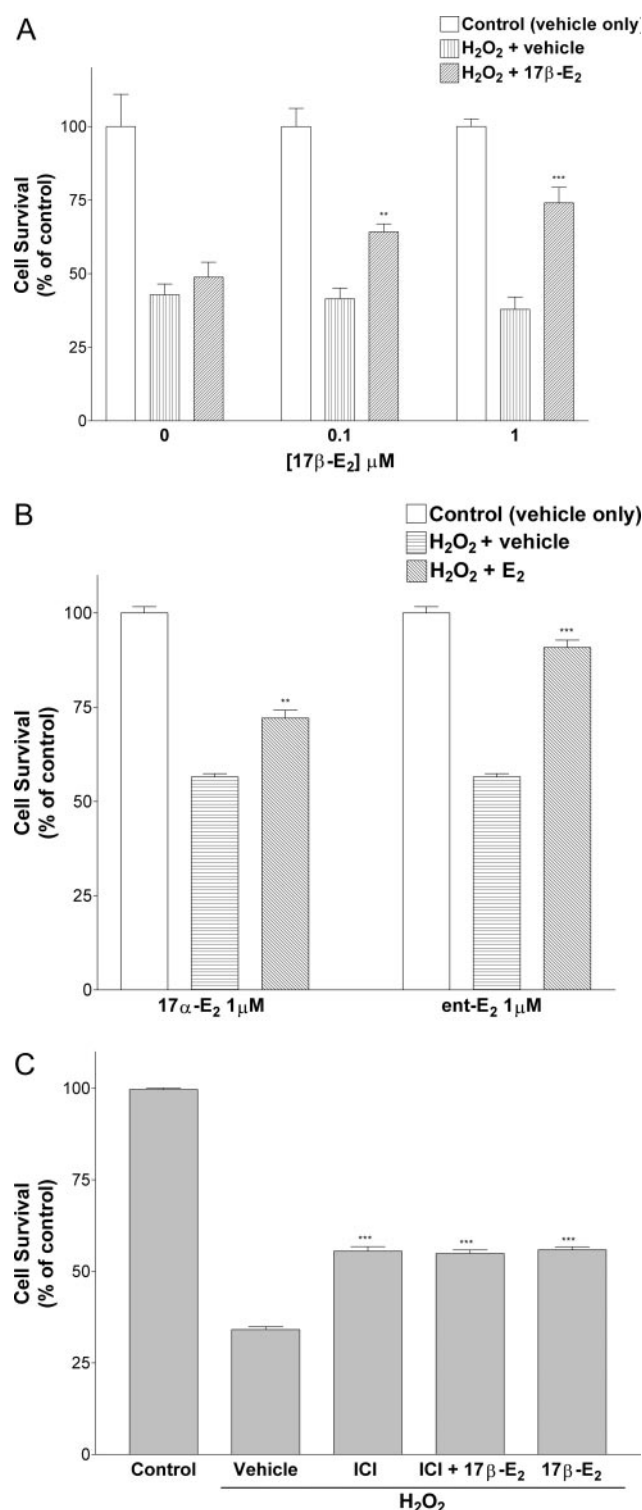 A
Control (vehicle only)
H₂O₂ + vehicle
H₂O₂ + 17β-E₂
Cell Survival
(% of control)
100
75
50
25
0
**
***
0 0.1 1
[17β-E₂] μM
B
Control (vehicle only)
H₂O₂ + vehicle
H₂O₂ + E₂
Cell Survival
(% of control)
100
75
50
25
0
**
***
17α-E₂ 1μM ent-E₂ 1μM
C
Cell Survival
(% of control)
100
75
50
25
0
*** *** ***
Control Vehicle ICI ICI + 17β-E₂ 17β-E₂
H₂O₂